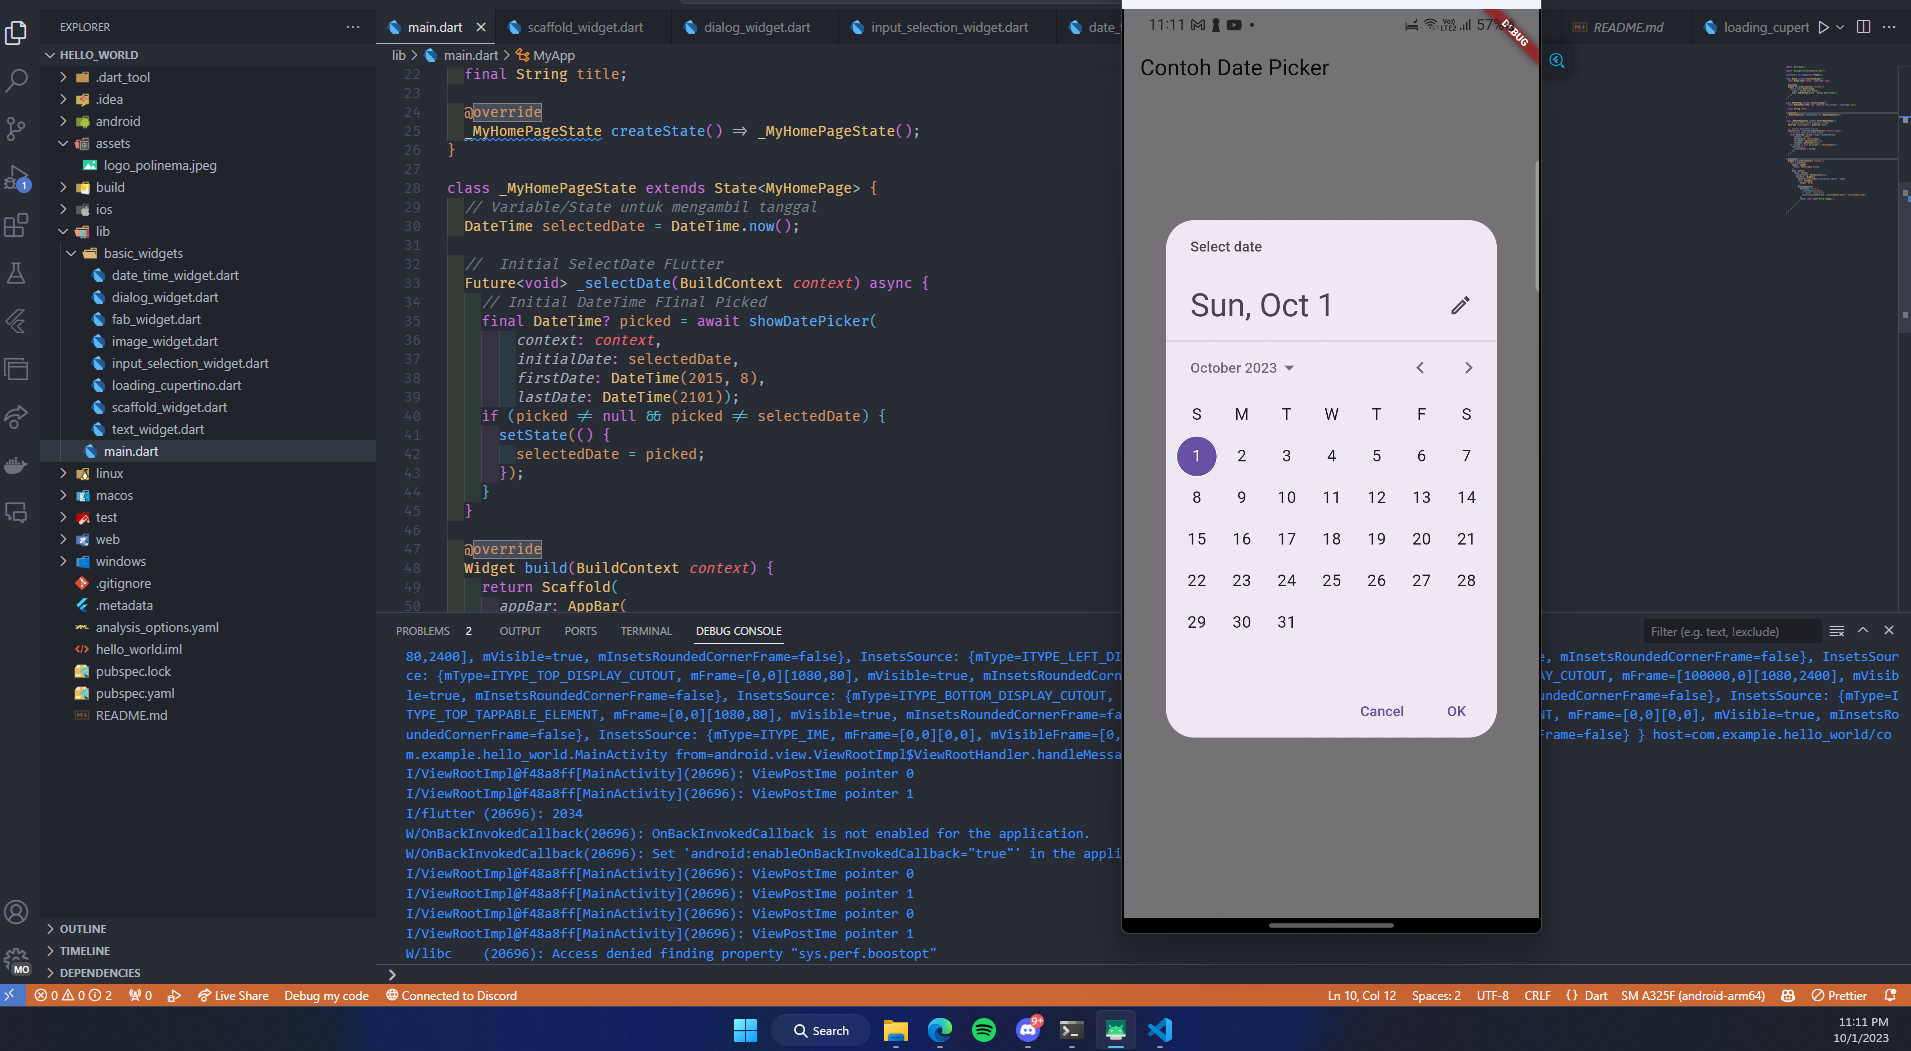 EXPLORER
HELLO_WORLD
.dart_tool
.idea
android
assets
logo_polinema.jpeg
build
ios
lib
basic_widgets
date_time_widget.dart
dialog_widget.dart
fab_widget.dart
image_widget.dart
input_selection_widget.dart
loading_cupertino.dart
scaffold_widget.dart
text_widget.dart
main.dart
linux
macos
test
web
windows
.gitignore
.metadata
analysis_options.yaml
hello_world.iml
pubspec.lock
pubspec.yaml
README.md
OUTLINE
TIMELINE
DEPENDENCIES
1
MO
main.dart
scaffold_widget.dart
dialog_widget.dart
input_selection_widget.dart
date_
README.md
loading_cupert
lib > main.dart > MyApp
22 final String title;
23
24 @override
25 _MyHomePageState createState() => _MyHomePageState();
26 }
27
28 class _MyHomePageState extends State<MyHomePage> {
29 // Variable/State untuk mengambil tanggal
30 DateTime selectedDate = DateTime.now();
31
32 //  Initial SelectDate FLutter
33 Future<void> _selectDate(BuildContext context) async {
34 // Initial DateTime FIinal Picked
35 final DateTime? picked = await showDatePicker(
36 context: context,
37 initialDate: selectedDate,
38 firstDate: DateTime(2015, 8),
39 lastDate: DateTime(2101));
40 if (picked != null && picked != selectedDate) {
41 setState(() {
42 selectedDate = picked;
43 });
44 }
45 }
46
47 @override
48 Widget build(BuildContext context) {
49 return Scaffold(
50 appBar: AppBar(
11:11
VoLTE2
57%
DEBUG
Contoh Date Picker
Select date
Sun, Oct 1
October 2023
S M T W T F S
1 2 3 4 5 6 7
8 9 10 11 12 13 14
15 16 17 18 19 20 21
22 23 24 25 26 27 28
29 30 31
Cancel OK
PROBLEMS 2 OUTPUT PORTS TERMINAL DEBUG CONSOLE
Filter (e.g. text, !exclude)
80,2400], mVisible=true, mInsetsRoundedCornerFrame=false}, InsetsSource: {mType=ITYPE_LEFT_DI e, mInsetsRoundedCornerFrame=false}, InsetsSour
ce: {mType=ITYPE_TOP_DISPLAY_CUTOUT, mFrame=[0,0][1080,80], mVisible=true, mInsetsRoundedCorn AY_CUTOUT, mFrame=[100000,0][1080,2400], mVisib
le=true, mInsetsRoundedCornerFrame=false}, InsetsSource: {mType=ITYPE_BOTTOM_DISPLAY_CUTOUT, ndedCornerFrame=false}, InsetsSource: {mType=I
TYPE_TOP_TAPPABLE_ELEMENT, mFrame=[0,0][1080,80], mVisible=true, mInsetsRoundedCornerFrame=fa NT, mFrame=[0,0][0,0], mVisible=true, mInsetsRo
undedCornerFrame=false}, InsetsSource: {mType=ITYPE_IME, mFrame=[0,0][0,0], mVisibleFrame=[0, Frame=false} } host=com.example.hello_world/co
m.example.hello_world.MainActivity from=android.view.ViewRootImpl$ViewRootHandler.handleMessa
I/ViewRootImpl@f48a8ff[MainActivity](20696): ViewPostIme pointer 0
I/ViewRootImpl@f48a8ff[MainActivity](20696): ViewPostIme pointer 1
I/flutter (20696): 2034
W/OnBackInvokedCallback(20696): OnBackInvokedCallback is not enabled for the application.
W/OnBackInvokedCallback(20696): Set 'android:enableOnBackInvokedCallback="true"' in the appli
I/ViewRootImpl@f48a8ff[MainActivity](20696): ViewPostIme pointer 0
I/ViewRootImpl@f48a8ff[MainActivity](20696): ViewPostIme pointer 1
I/ViewRootImpl@f48a8ff[MainActivity](20696): ViewPostIme pointer 0
I/ViewRootImpl@f48a8ff[MainActivity](20696): ViewPostIme pointer 1
W/libc    (20696): Access denied finding property "sys.perf.boostopt"
0 0 2 0 Live Share Debug my code Connected to Discord
Ln 10, Col 12 Spaces: 2 UTF-8 CRLF {} Dart SM A325F (android-arm64) Prettier
Search
9+
11:11 PM
10/1/2023